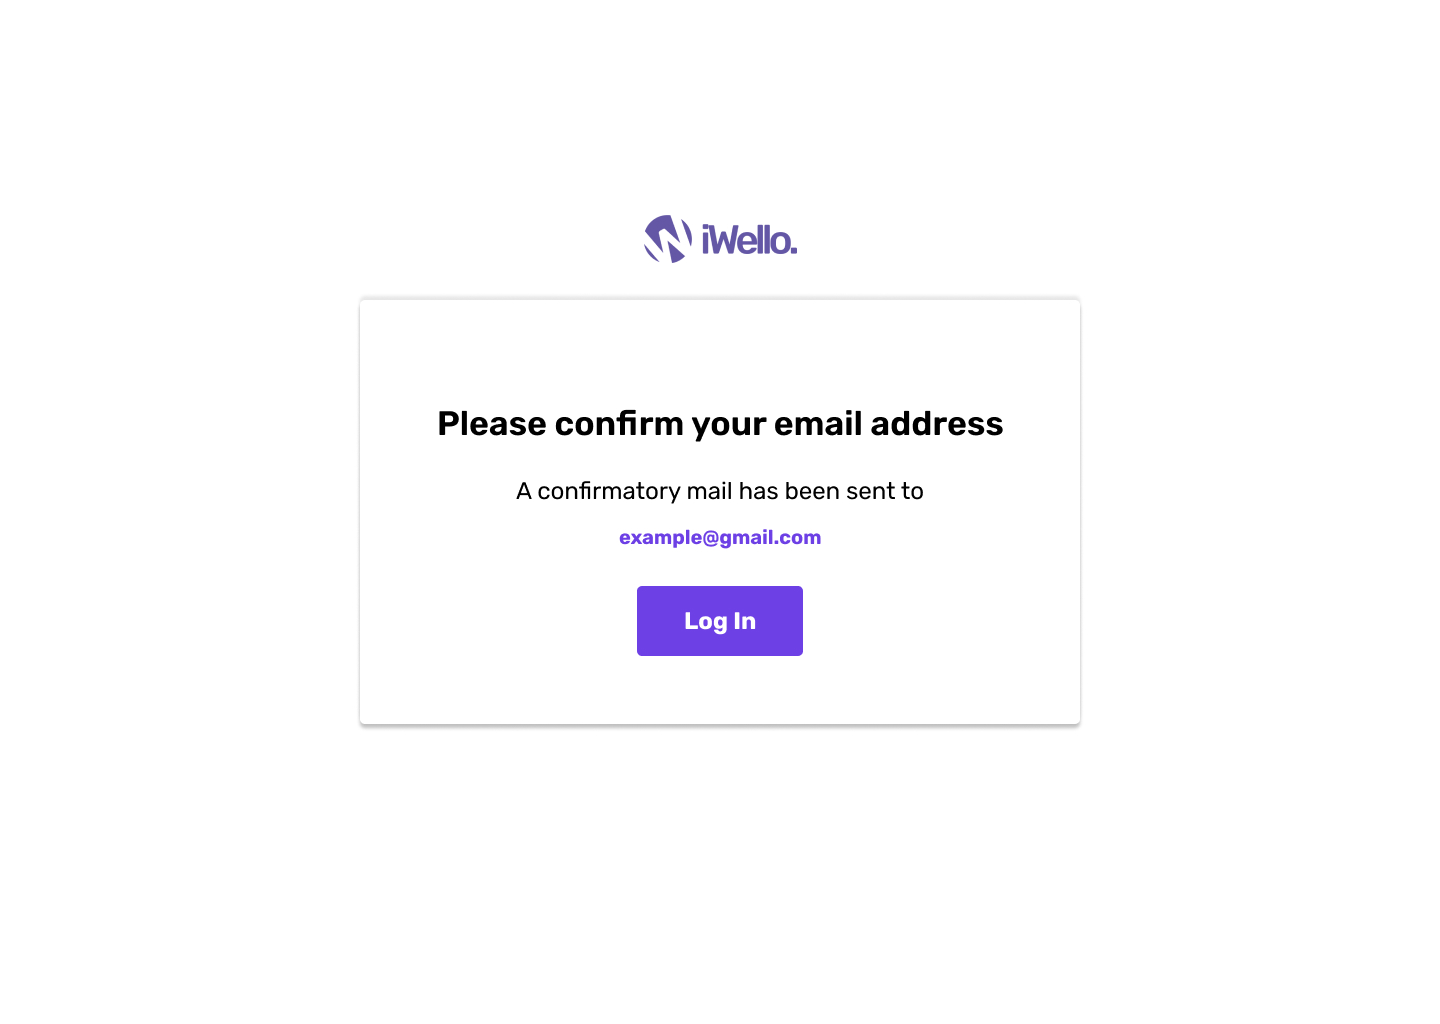 iWello.
Please confirm your email address
A confirmatory mail has been sent to
example@gmail.com
Log In